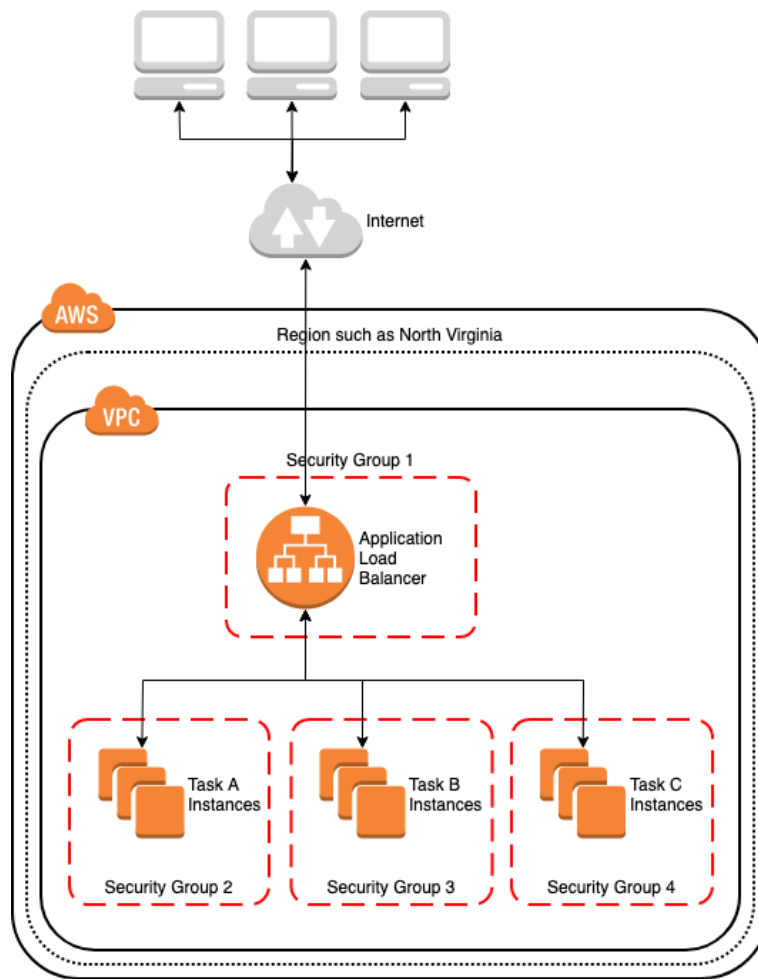 Internet
AWS
Region such as North Virginia
VPC
Security Group 1
Application
Load
Balancer
Task A
Instances
Task B
Instances
Task C
Instances
Security Group 2
Security Group 3
Security Group 4